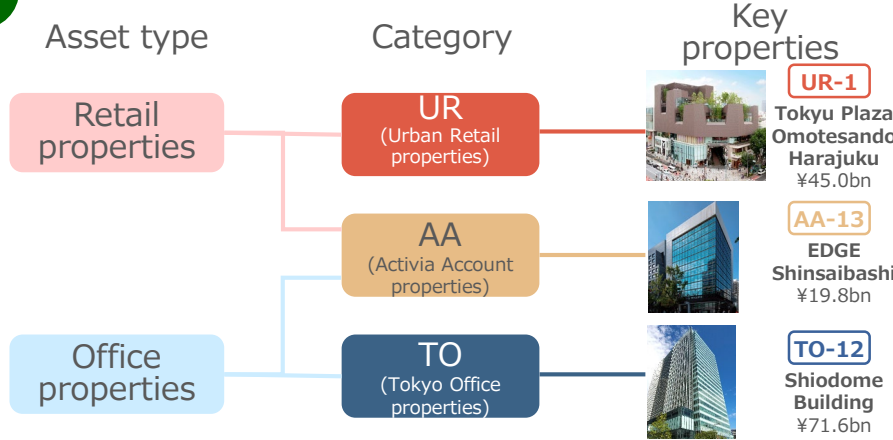 Asset type
Category
Key
properties
Retail
properties
UR
(Urban Retail
properties)
UR-1
Tokyu Plaza
Omotesando
Harajuku
¥45.0bn
AA
(Activia Account
properties)
AA-13
EDGE
Shinsaibashi
¥19.8bn
Office
properties
TO
(Tokyo Office
properties)
TO-12
Shiodome
Building
¥71.6bn